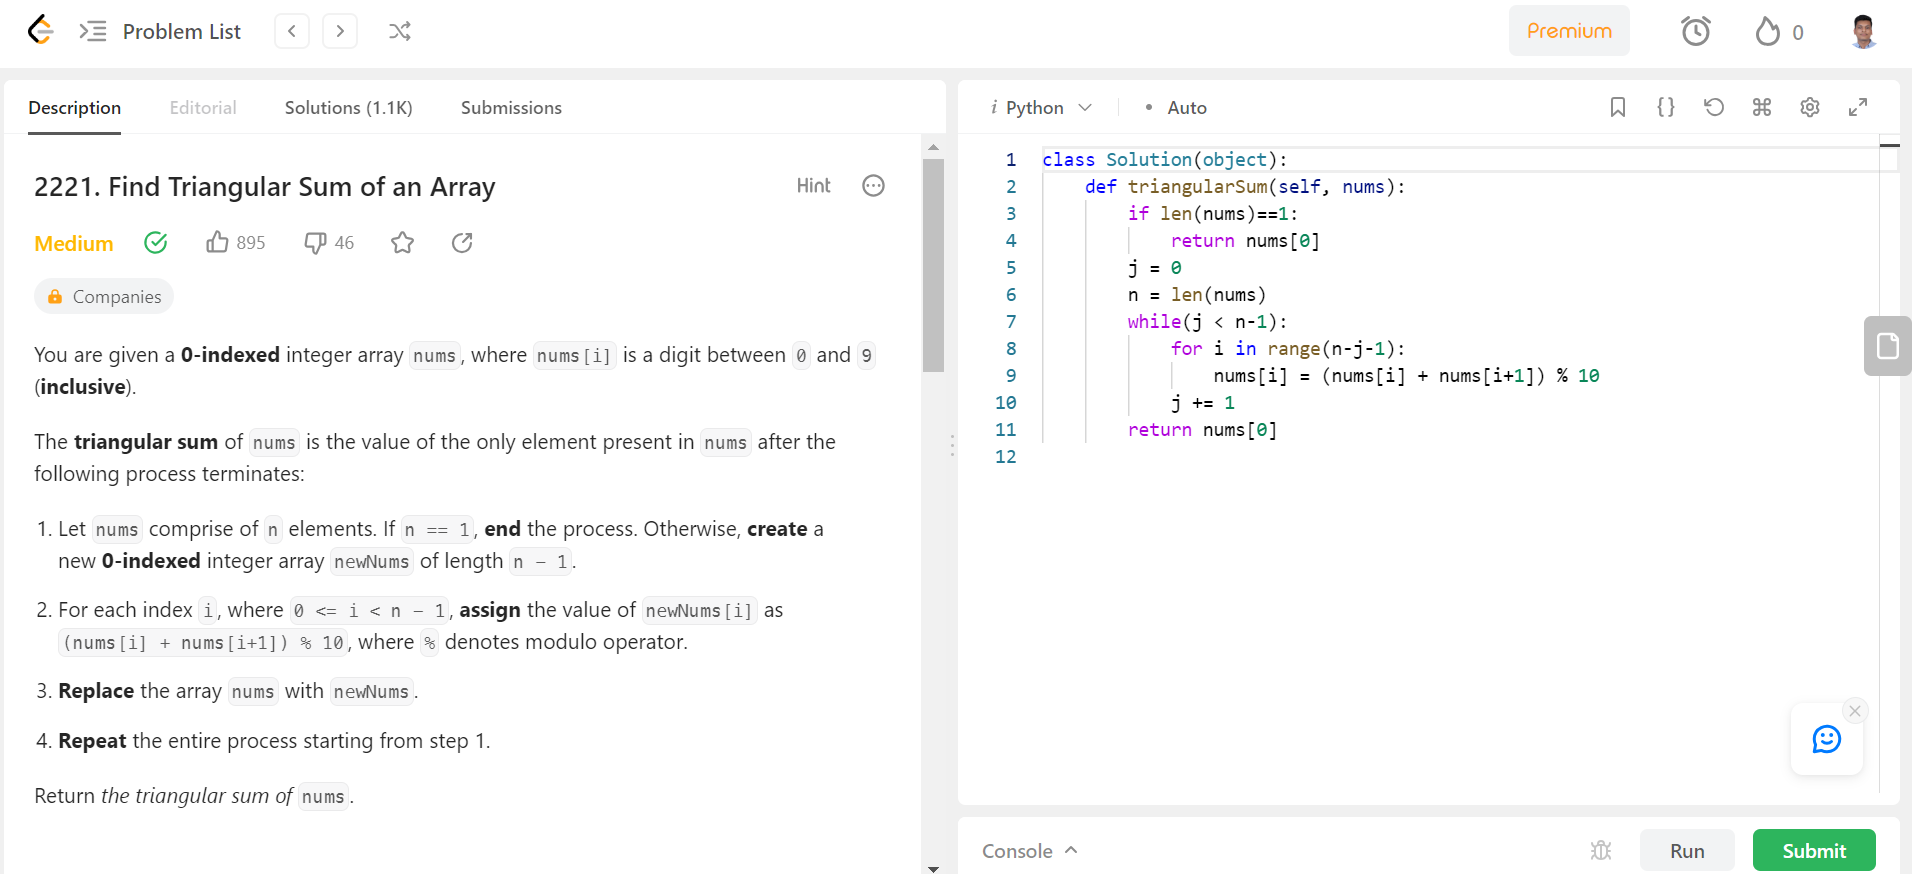 Problem List
Premium
0
Description Editorial Solutions (1.1K) Submissions
2221. Find Triangular Sum of an Array
Hint
Medium 895 46
Companies
You are given a 0-indexed integer array nums, where nums[i] is a digit between 0 and 9
(inclusive).
The triangular sum of nums is the value of the only element present in nums after the
following process terminates:
1. Let nums comprise of n elements. If n == 1, end the process. Otherwise, create a
new 0-indexed integer array newNums of length n - 1.
2. For each index i, where 0 <= i < n - 1, assign the value of newNums[i] as
(nums[i] + nums[i+1]) % 10, where % denotes modulo operator.
3. Replace the array nums with newNums.
4. Repeat the entire process starting from step 1.
Return the triangular sum of nums.
i Python • Auto
1 class Solution(object):
2 def triangularSum(self, nums):
3 if len(nums)==1:
4 return nums[0]
5 j = 0
6 n = len(nums)
7 while(j < n-1):
8 for i in range(n-j-1):
9 nums[i] = (nums[i] + nums[i+1]) % 10
10 j += 1
11 return nums[0]
12
Console
Run
Submit